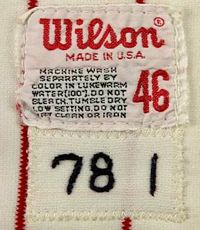 Wilson®
MADE IN U.S.A.
MACHINE WASH
SEPARATELY BY
COLOR IN LUKEWARM
WATER(100°). DO NOT
BLEACH. TUMBLE DRY
LOW SETTING. DO NOT
DRY CLEAN OR IRON
46
78 1